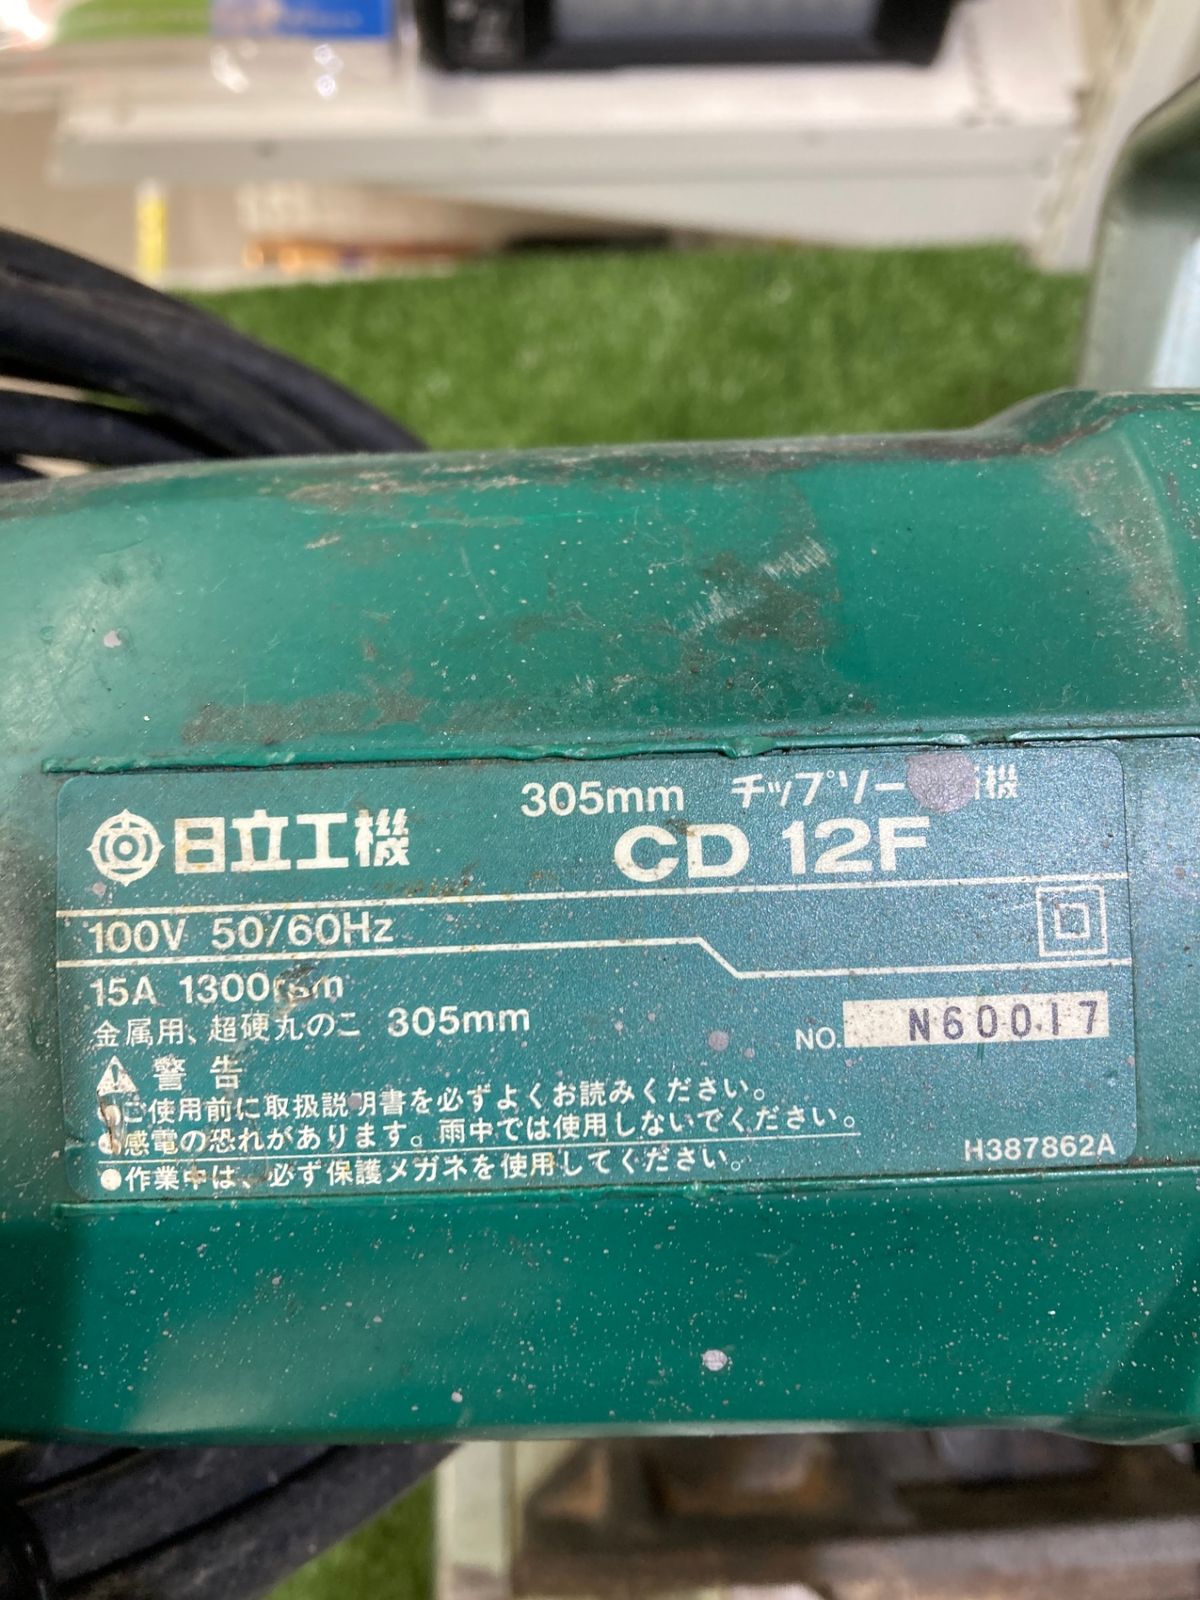 305mm チップソー 機
日立工機 CD 12F
100V 50/60Hz
15A 1300rpm
金属用、超硬丸のこ 305mm
NO. N60017
警告
●ご使用前に取扱説明書を必ずよくお読みください。
●感電の恐れがあります。雨中では使用しないでください。
●作業中は、必ず保護メガネを使用してください。
H387862A